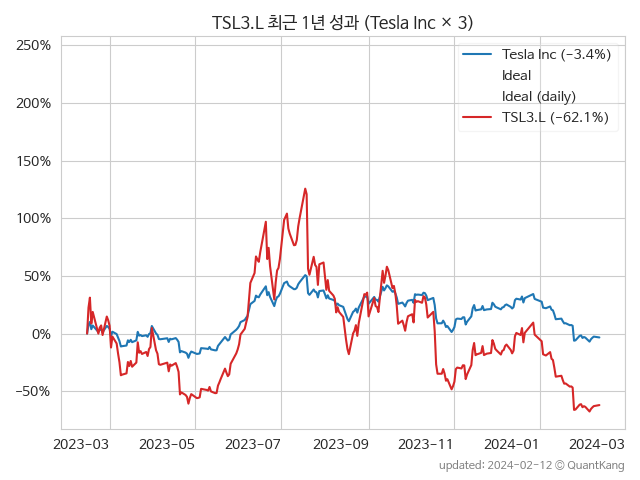 TSL3.L 최근 1년 성과 (Tesla Inc × 3)
250%
200%
150%
100%
50%
0%
−50%
Tesla Inc (−3.4%)
Ideal
Ideal (daily)
TSL3.L (−62.1%)
2023-03 2023-05 2023-07 2023-09 2023-11 2024-01 2024-03
updated: 2024-02-12 © QuantKang